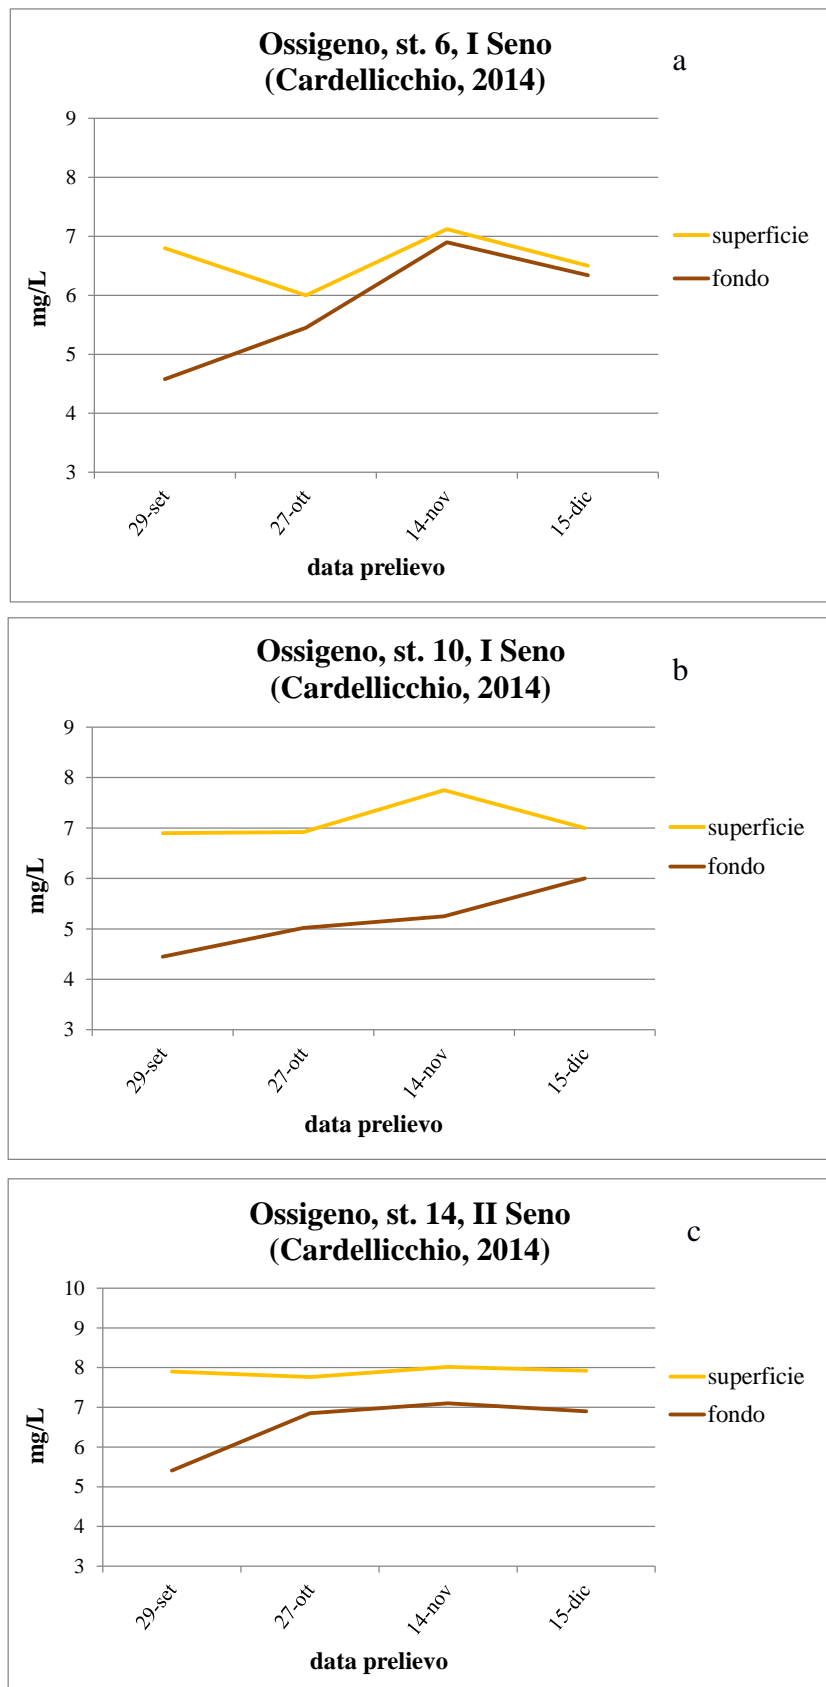 Ossigeno, st. 6, I Seno
(Cardellicchio, 2014)
a
9
8
7
6
5
4
3
mg/L
superficie
fondo
29-set
27-ott
14-nov
15-dic
data prelievo
Ossigeno, st. 10, I Seno
(Cardellicchio, 2014)
b
9
8
7
6
5
4
3
mg/L
superficie
fondo
29-set
27-ott
14-nov
15-dic
data prelievo
Ossigeno, st. 14, II Seno
(Cardellicchio, 2014)
c
10
9
8
7
6
5
4
3
mg/L
superficie
fondo
29-set
27-ott
14-nov
15-dic
data prelievo